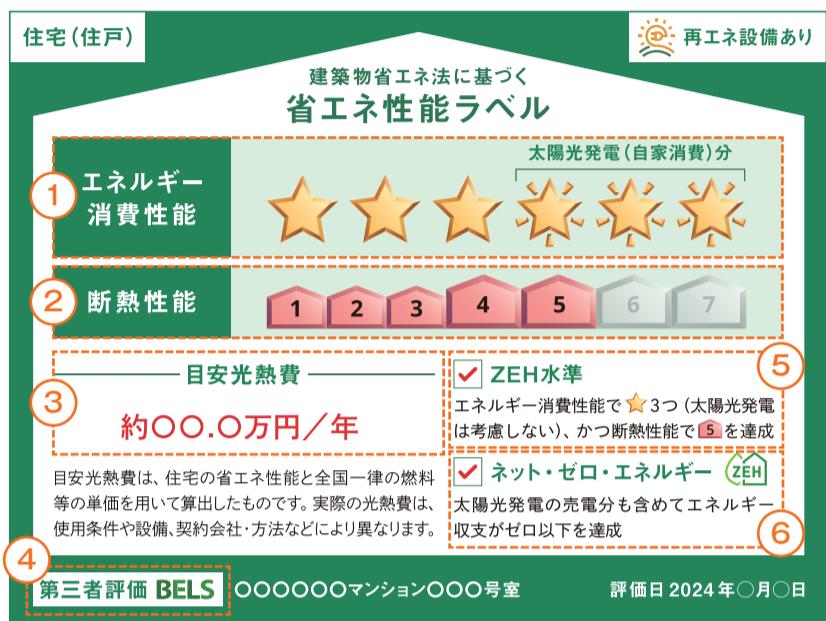 住宅(住戸)
再エネ設備あり
建築物省エネ法に基づく
省エネ性能ラベル
太陽光発電(自家消費)分
① エネルギー
消費性能
② 断熱性能
1 2 3 4 5 6 7
③
目安光熱費
約〇〇.〇万円/年
目安光熱費は、住宅の省エネ性能と全国一律の燃料
等の単価を用いて算出したものです。実際の光熱費は、
使用条件や設備、契約会社・方法などにより異なります。
⑤
ZEH水準
エネルギー消費性能で★3つ(太陽光発電
は考慮しない)、かつ断熱性能で5を達成
ネット・ゼロ・エネルギー ZEH
太陽光発電の売電分も含めてエネルギー
収支がゼロ以下を達成
⑥
④
第三者評価 BELS 〇〇〇〇〇〇マンション〇〇〇号室 評価日2024年〇月〇日